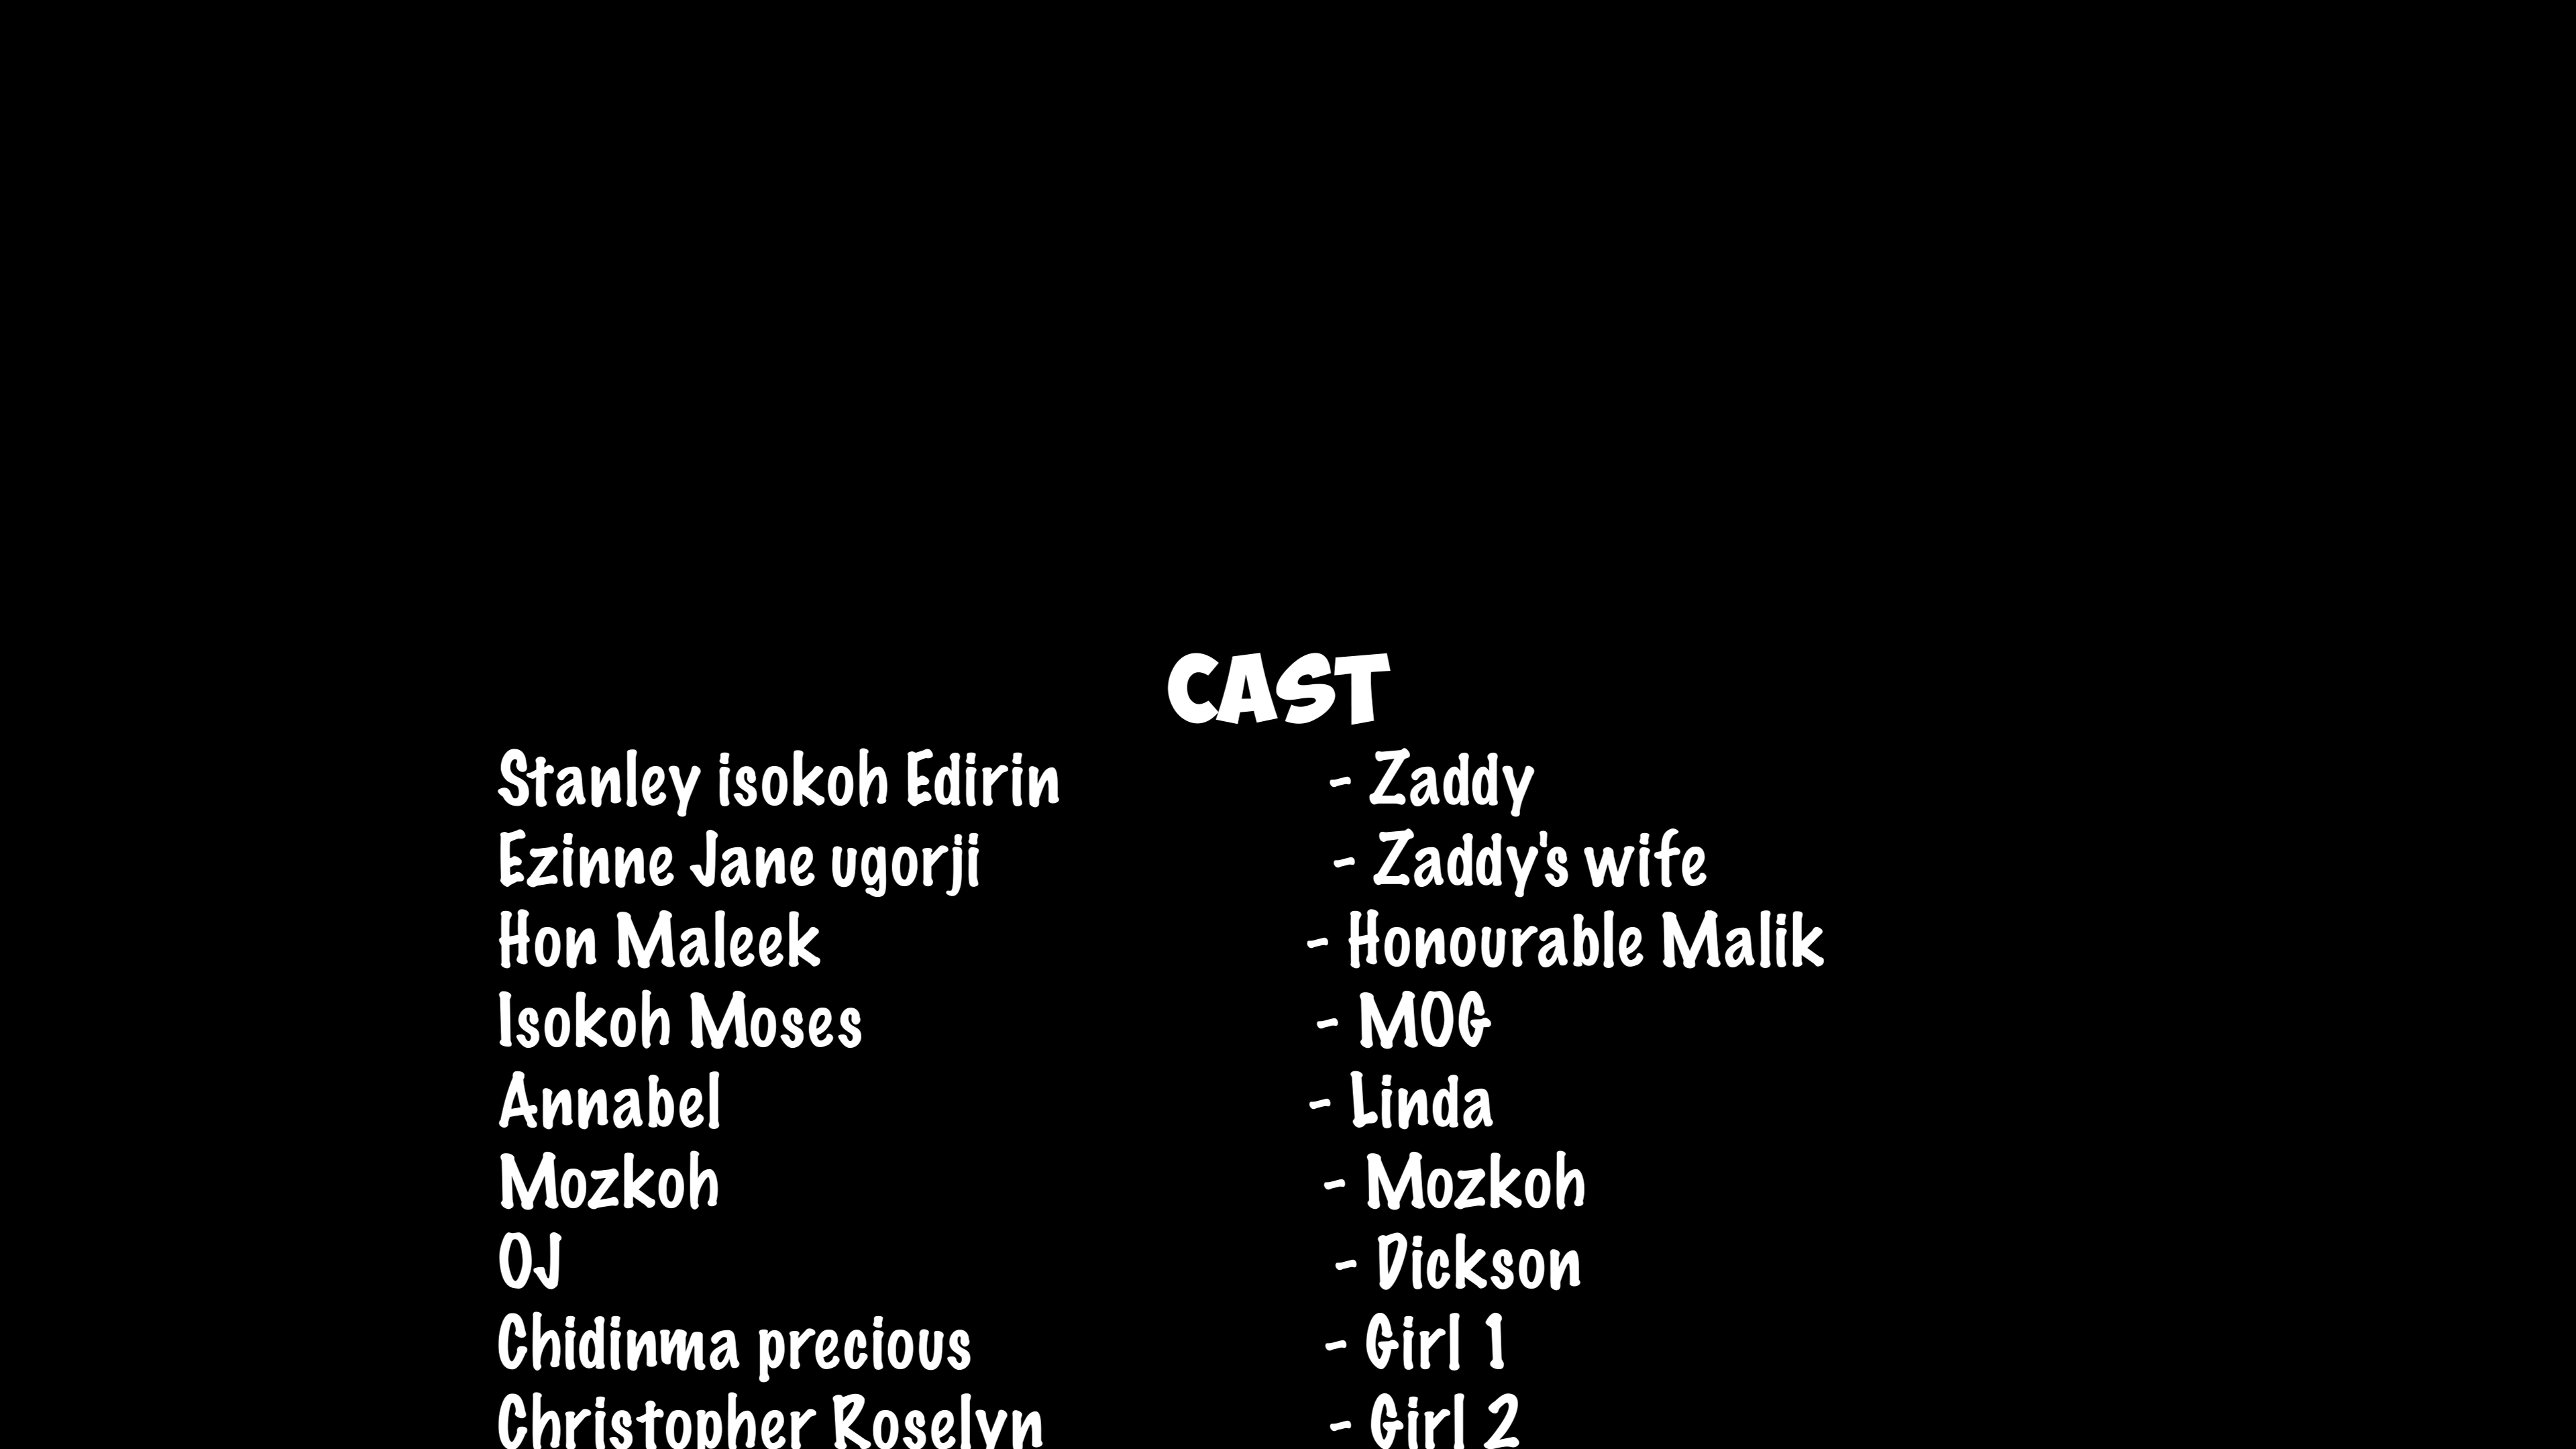 CAST
Stanley isokoh Edirin - Zaddy
Ezinne Jane ugorji - Zaddy's wife
Hon Maleek - Honourable Malik
Isokoh Moses - MOG
Annabel - Linda
Mozkoh - Mozkoh
OJ - Dickson
Chidinma precious - Girl 1
Christopher Roselyn - Girl 2